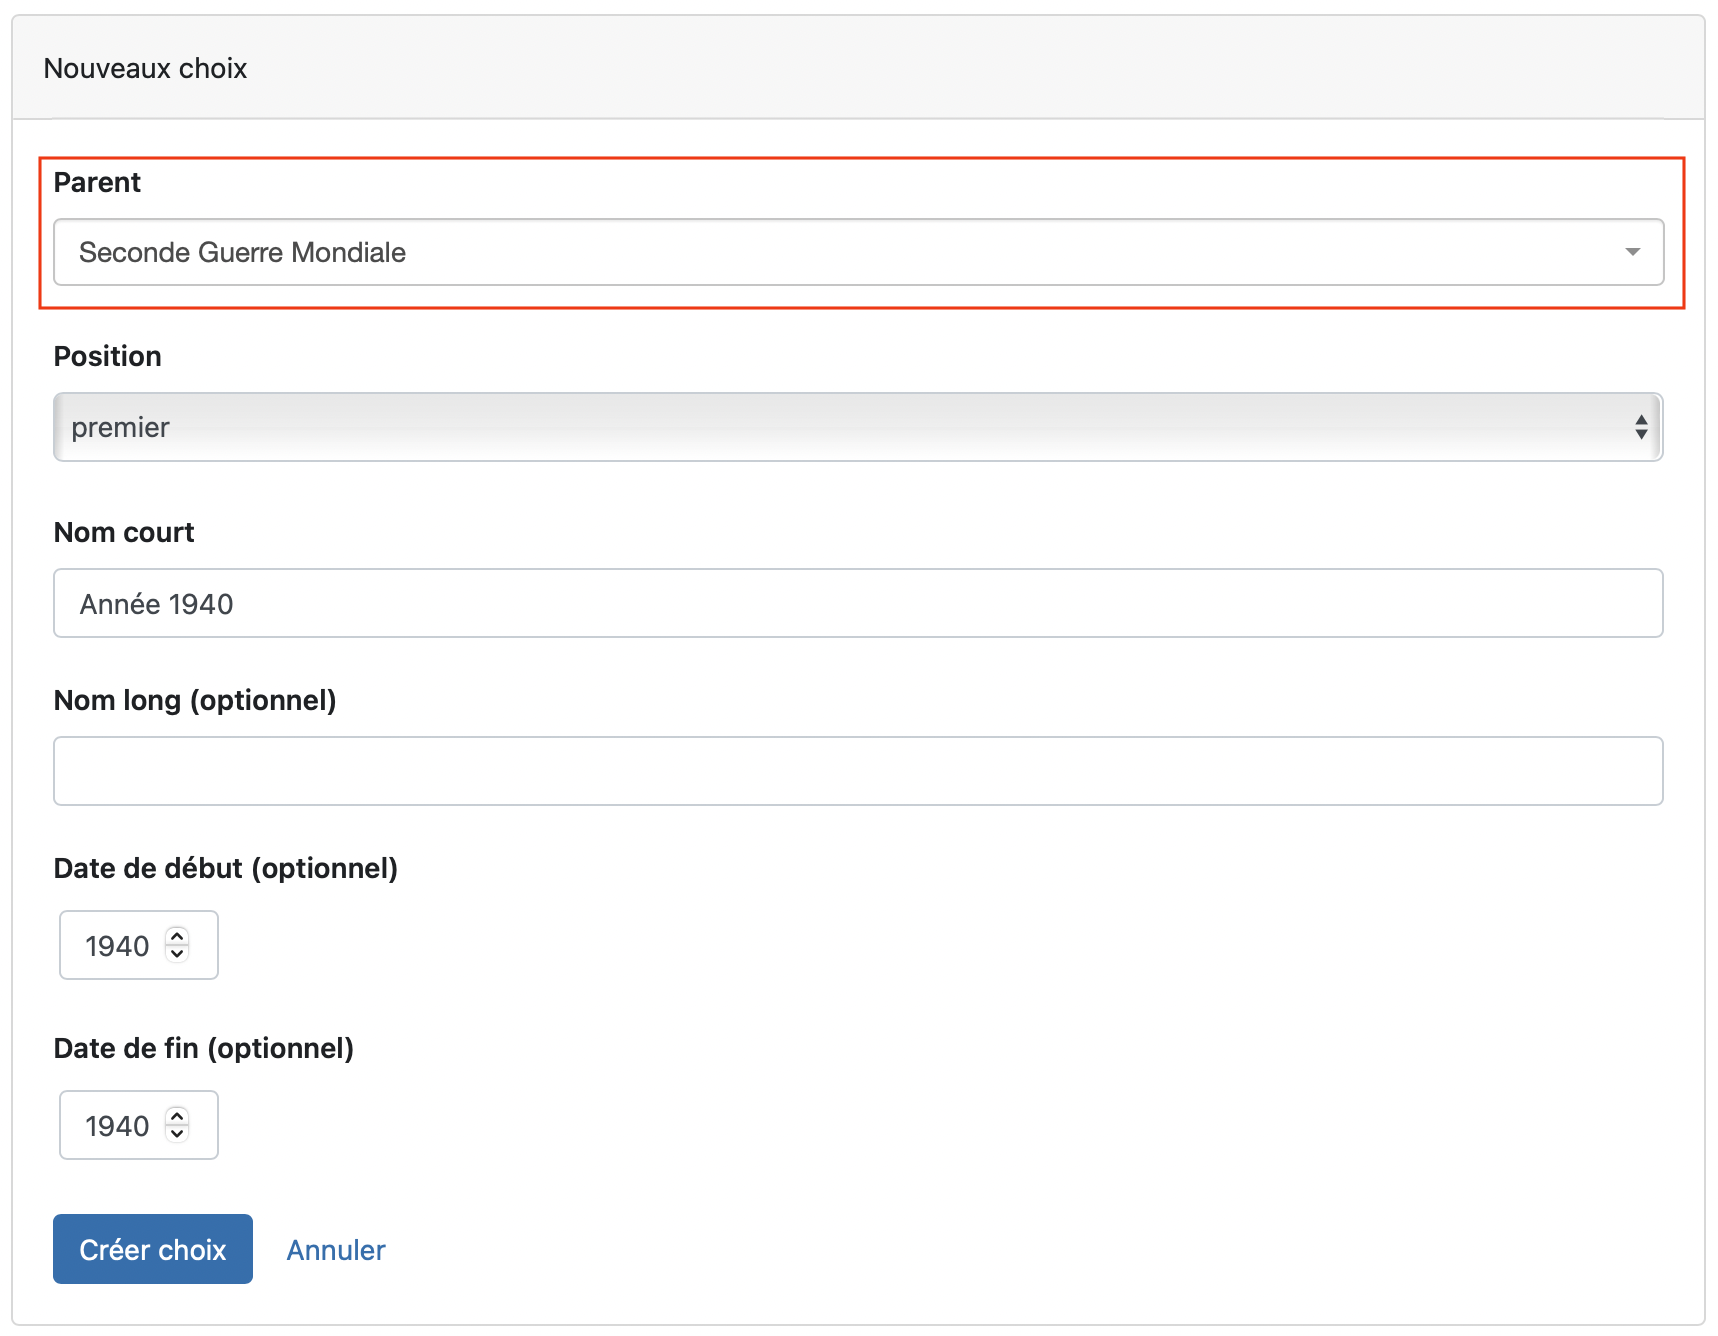 Nouveaux choix
Parent
Seconde Guerre Mondiale
Position
premier
Nom court
Année 1940
Nom long (optionnel)
Date de début (optionnel)
1940
Date de fin (optionnel)
1940
Créer choix Annuler